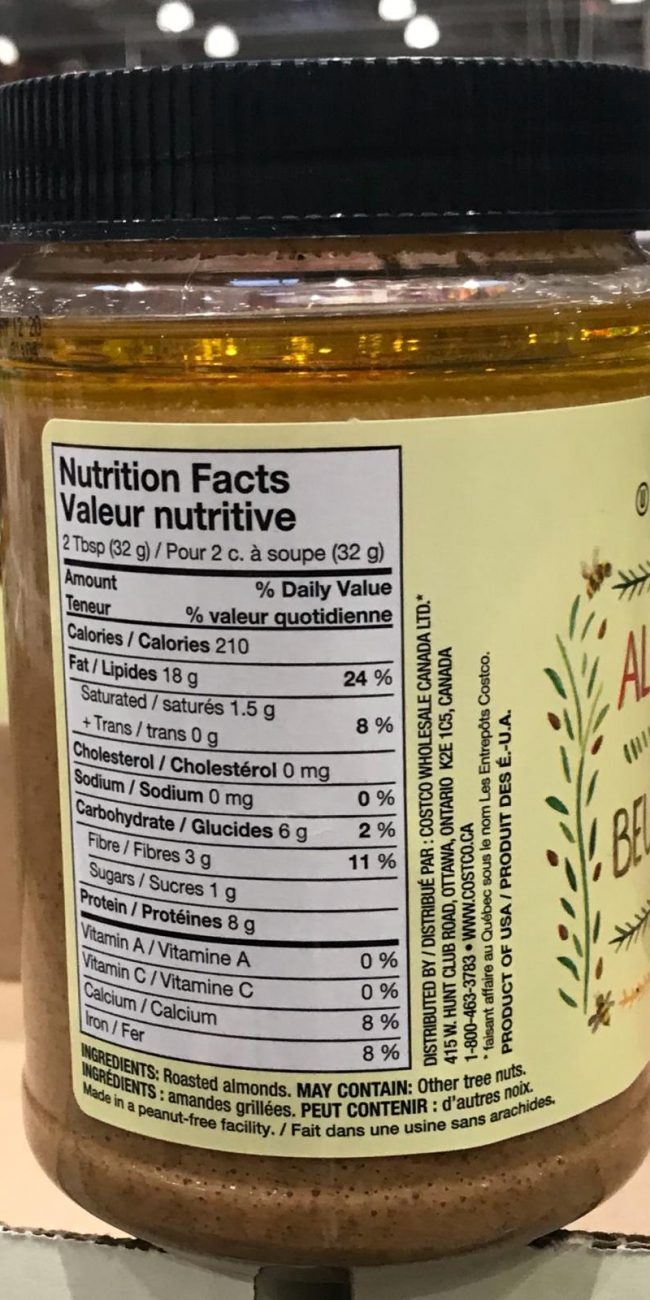 12 20
Nutrition Facts
Valeur nutritive
2 Tbsp (32 g) / Pour 2 c. à soupe (32 g)
Amount % Daily Value
Teneur % valeur quotidienne
Calories / Calories 210
Fat / Lipides 18 g 24 %
Saturated / saturés 1.5 g
+ Trans / trans 0 g 8 %
Cholesterol / Cholestérol 0 mg
Sodium / Sodium 0 mg 0 %
Carbohydrate / Glucides 6 g 2 %
Fibre / Fibres 3 g 11 %
Sugars / Sucres 1 g
Protein / Protéines 8 g
Vitamin A / Vitamine A 0 %
Vitamin C / Vitamine C 0 %
Calcium / Calcium 8 %
Iron / Fer 8 %
INGREDIENTS: Roasted almonds. MAY CONTAIN: Other tree nuts.
INGRÉDIENTS : amandes grillées. PEUT CONTENIR : d'autres noix.
Made in a peanut-free facility. / Fait dans une usine sans arachides.
DISTRIBUTED BY / DISTRIBUÉ PAR : COSTCO WHOLESALE CANADA LTD.*
415 W. HUNT CLUB ROAD, OTTAWA, ONTARIO K2E 1C5, CANADA
1-800-463-3783 • WWW.COSTCO.CA
* faisant affaire au Québec sous le nom Les Entrepôts Costco.
PRODUCT OF USA / PRODUIT DES É.-U.A.
AL
BEU